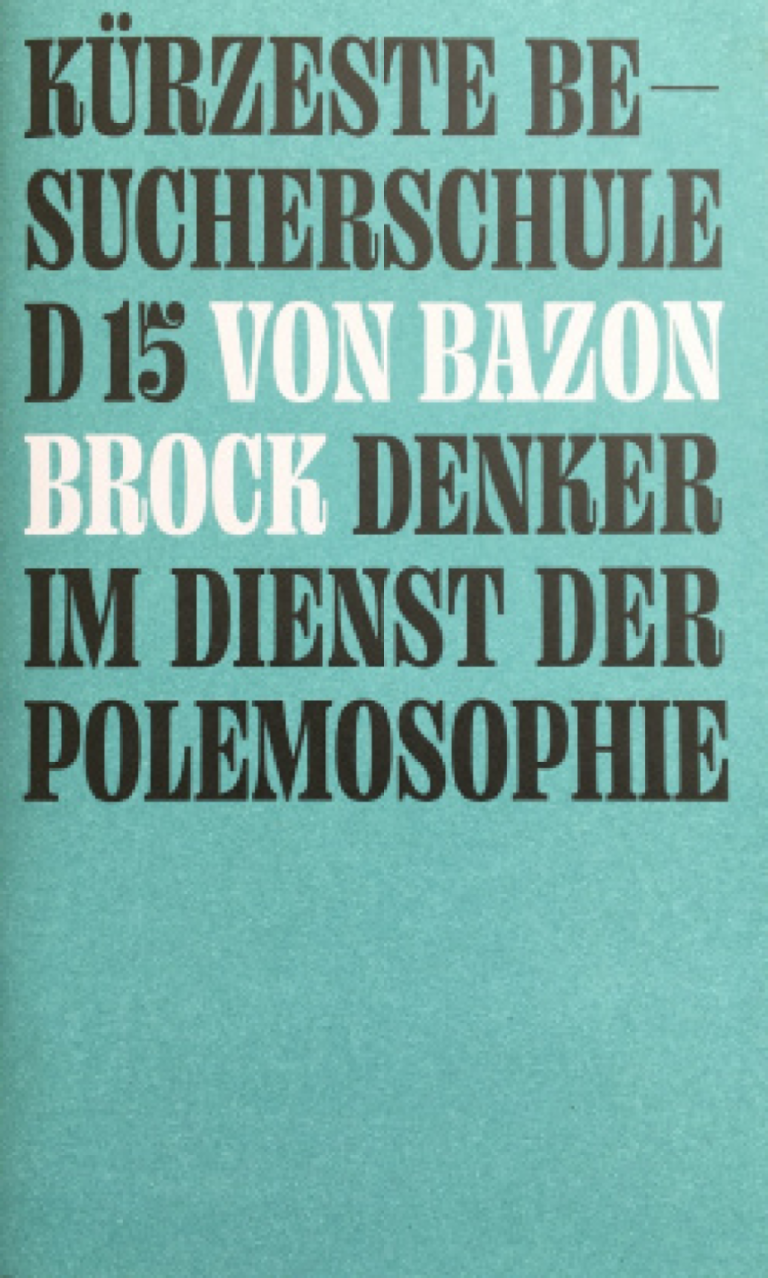 KÜRZESTE BE—
SUCHERSCHULE
D 15 VON BAZON
BROCK DENKER
IM DIENST DER
POLEMOSOPHIE